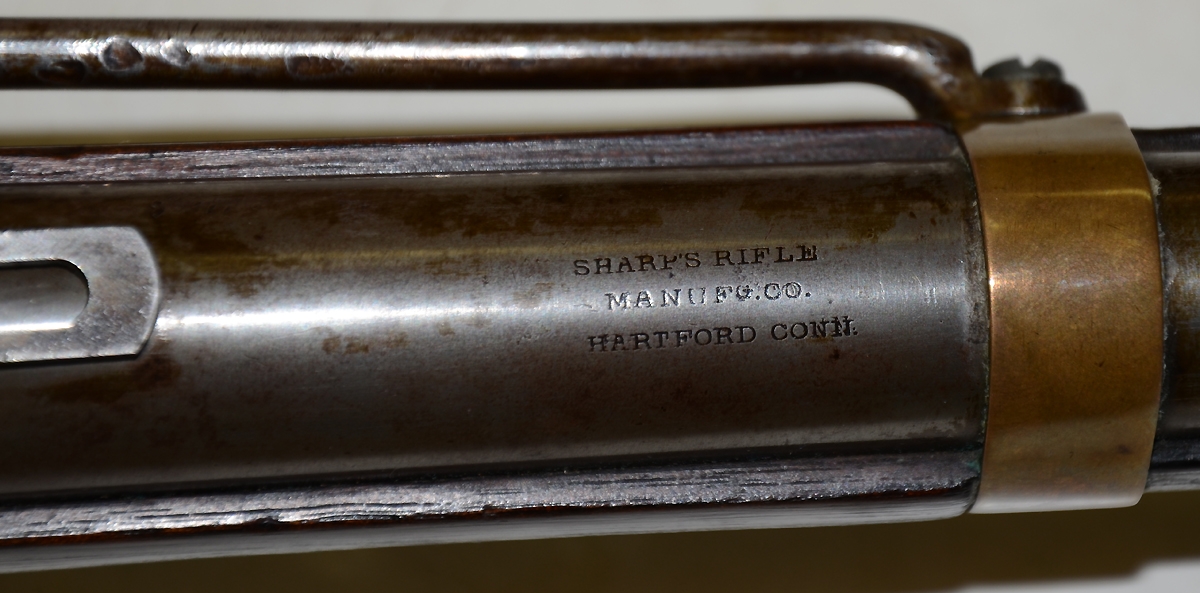 SHARP'S RIFLE
MANUFG.CO.
HARTFORD CONN.